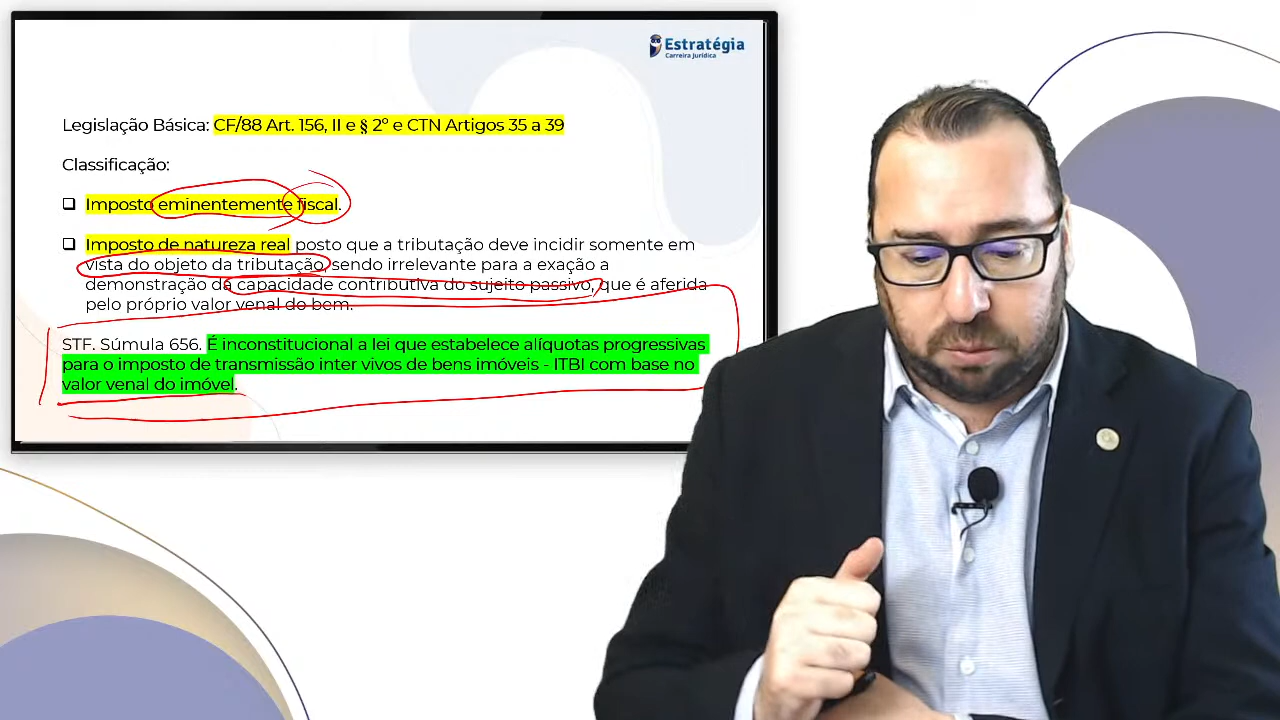 Estratégia
Carreira Jurídica
Legislação Básica: CF/88 Art. 156, II e § 2º e CTN Artigos 35 a 39
Classificação:
Imposto eminentemente fiscal.
Imposto de natureza real posto que a tributação deve incidir somente em
vista do objeto da tributação, sendo irrelevante para a exação a
demonstração da capacidade contributiva do sujeito passivo, que é aferida
pelo próprio valor venal do bem.
STF. Súmula 656. É inconstitucional a lei que estabelece alíquotas progressivas
para o imposto de transmissão inter vivos de bens imóveis - ITBI com base no
valor venal do imóvel.